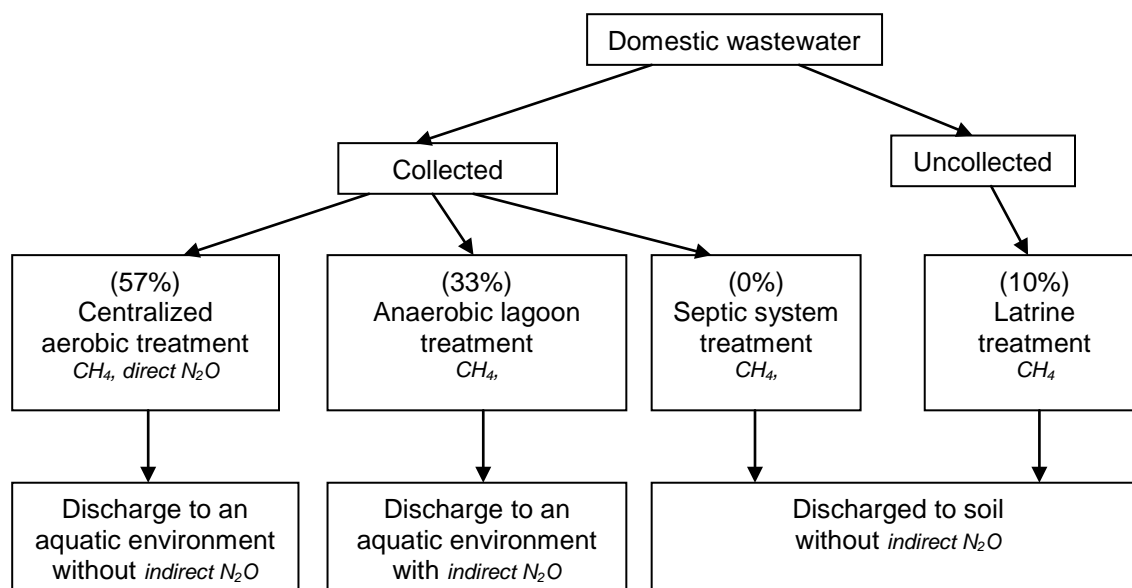 Domestic wastewater
Collected
Uncollected
(57%)
Centralized
aerobic treatment
CH₄, direct N₂O
(33%)
Anaerobic lagoon
treatment
CH₄,
(0%)
Septic system
treatment
CH₄,
(10%)
Latrine
treatment
CH₄
Discharge to an
aquatic environment
without indirect N₂O
Discharge to an
aquatic environment
with indirect N₂O
Discharged to soil
without indirect N₂O